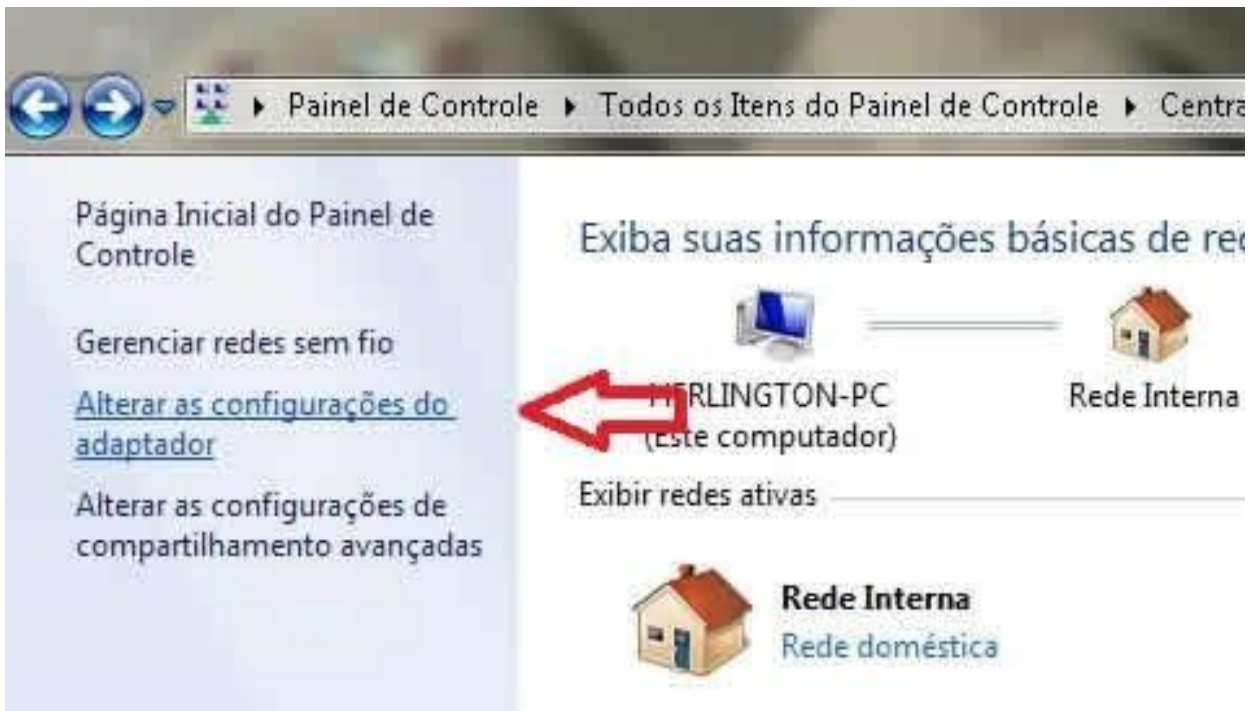 Painel de Controle Todos os Itens do Painel de Controle
Página Inicial do Painel de
Controle
Gerenciar redes sem fio
Alterar as configurações do
adaptador
Alterar as configurações de
compartilhamento avançadas
Exiba suas informações básicas de
RLINGTON-PC
(Este computador)
Rede Interna
Exibir redes ativas
Rede Interna
Rede doméstica